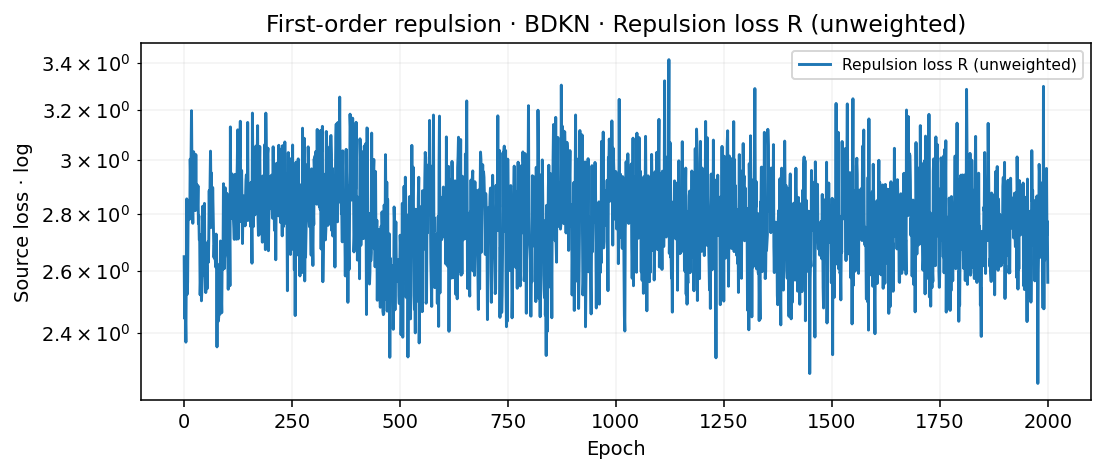 First-order repulsion · BDKN · Repulsion loss R (unweighted)
Repulsion loss R (unweighted)
Source loss · log
3.4 × 10⁰
3.2 × 10⁰
3 × 10⁰
2.8 × 10⁰
2.6 × 10⁰
2.4 × 10⁰
0 250 500 750 1000 1250 1500 1750 2000
Epoch